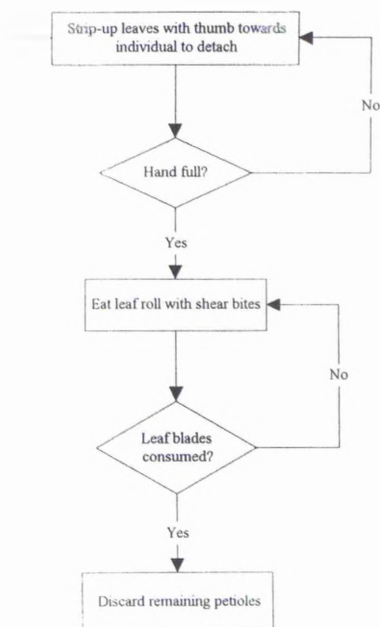 Strip-up leaves with thumb towards
individual to detach
No
Hand full?
Yes
Eat leaf roll with shear bites
No
Leaf blades
consumed?
Yes
Discard remaining petioles